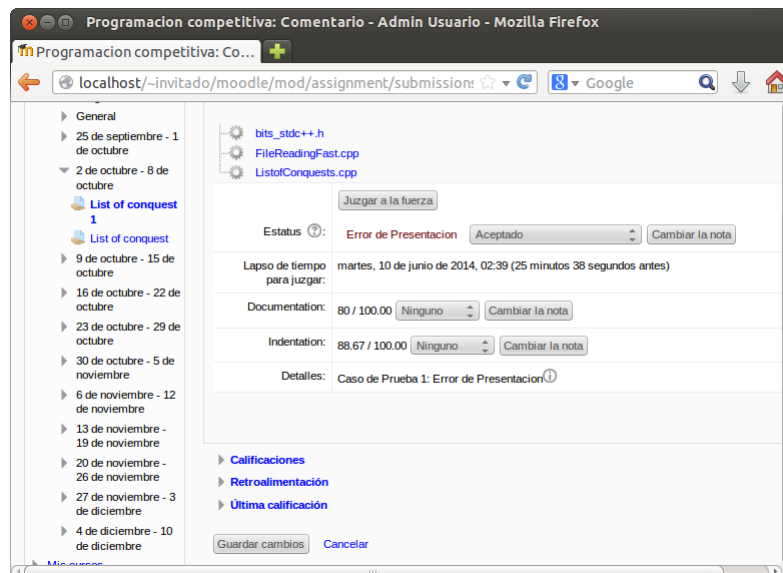 Programacion competitiva: Comentario - Admin Usuario - Mozilla Firefox
Programacion competitiva: Co...
localhost/~invitado/moodle/mod/assignment/submission
Google
General
25 de septiembre - 1
de octubre
2 de octubre - 8 de
octubre
List of conquest
1
List of conquest
9 de octubre - 15 de
octubre
16 de octubre - 22 de
octubre
23 de octubre - 29 de
octubre
30 de octubre - 5 de
noviembre
6 de noviembre - 12
de noviembre
13 de noviembre -
19 de noviembre
20 de noviembre -
26 de noviembre
27 de noviembre - 3
de diciembre
4 de diciembre - 10
de diciembre
Mis cursos
bits_stdc++.h
FileReadingFast.cpp
ListofConquests.cpp
Juzgar a la fuerza
Estatus ?: Error de Presentacion Aceptado Cambiar la nota
Lapso de tiempo
para juzgar:
martes, 10 de junio de 2014, 02:39 (25 minutos 38 segundos antes)
Documentation: 80 / 100.00 Ninguno Cambiar la nota
Indentation: 88.67 / 100.00 Ninguno Cambiar la nota
Detalles: Caso de Prueba 1: Error de Presentacion
Calificaciones
Retroalimentación
Última calificación
Guardar cambios Cancelar